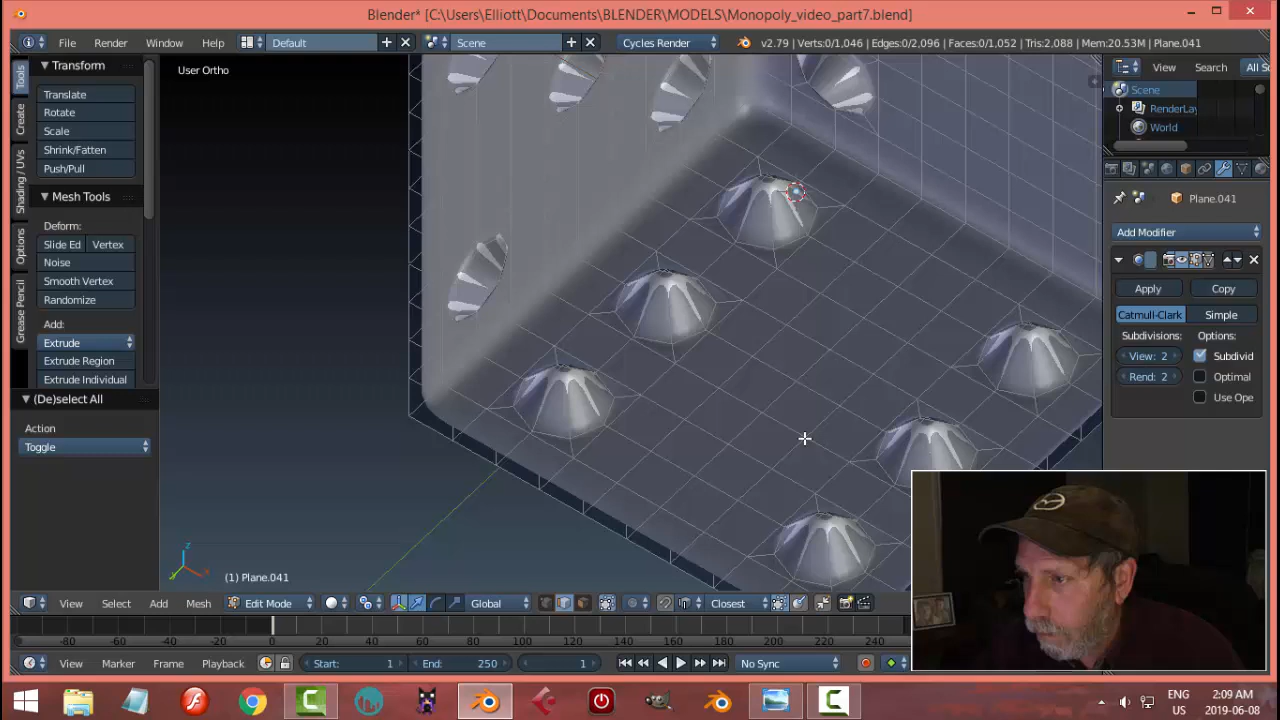 Blender* [C:\Users\Elliott\Documents\BLENDER\MODELS\Monopoly_video_part7.blend]
File Render Window Help Default Scene Cycles Render v2.79 | Verts:0/1,046 | Edges:0/2,096 | Faces:0/1,052 | Tris:2,088 | Mem:20.53M | Plane.041
Tools
Create
Shading / UVs
Options
Grease Pencil
Transform
Translate
Rotate
Scale
Shrink/Fatten
Push/Pull
Mesh Tools
Deform:
Slide Ed Vertex
Noise
Smooth Vertex
Randomize
Add:
Extrude
Extrude Region
Extrude Individual
(De)select All
Action
Toggle
User Ortho
z
y
x
(1) Plane.041
View Search All Sc
Scene
RenderLay
World
Plane.041
Add Modifier
Apply Copy
Catmull-Clark Simple
Subdivisions: Options:
View: 2 Subdivid
Rend: 2 Optimal
Use Ope
View Select Add Mesh Edit Mode Global Closest
-80 -60 -40 -20 0 20 40 60 80 100 120 140 160 180 200 220 240
View Marker Frame Playback Start: 1 End: 250 1 No Sync
ENG
US
2:09 AM
2019-06-08